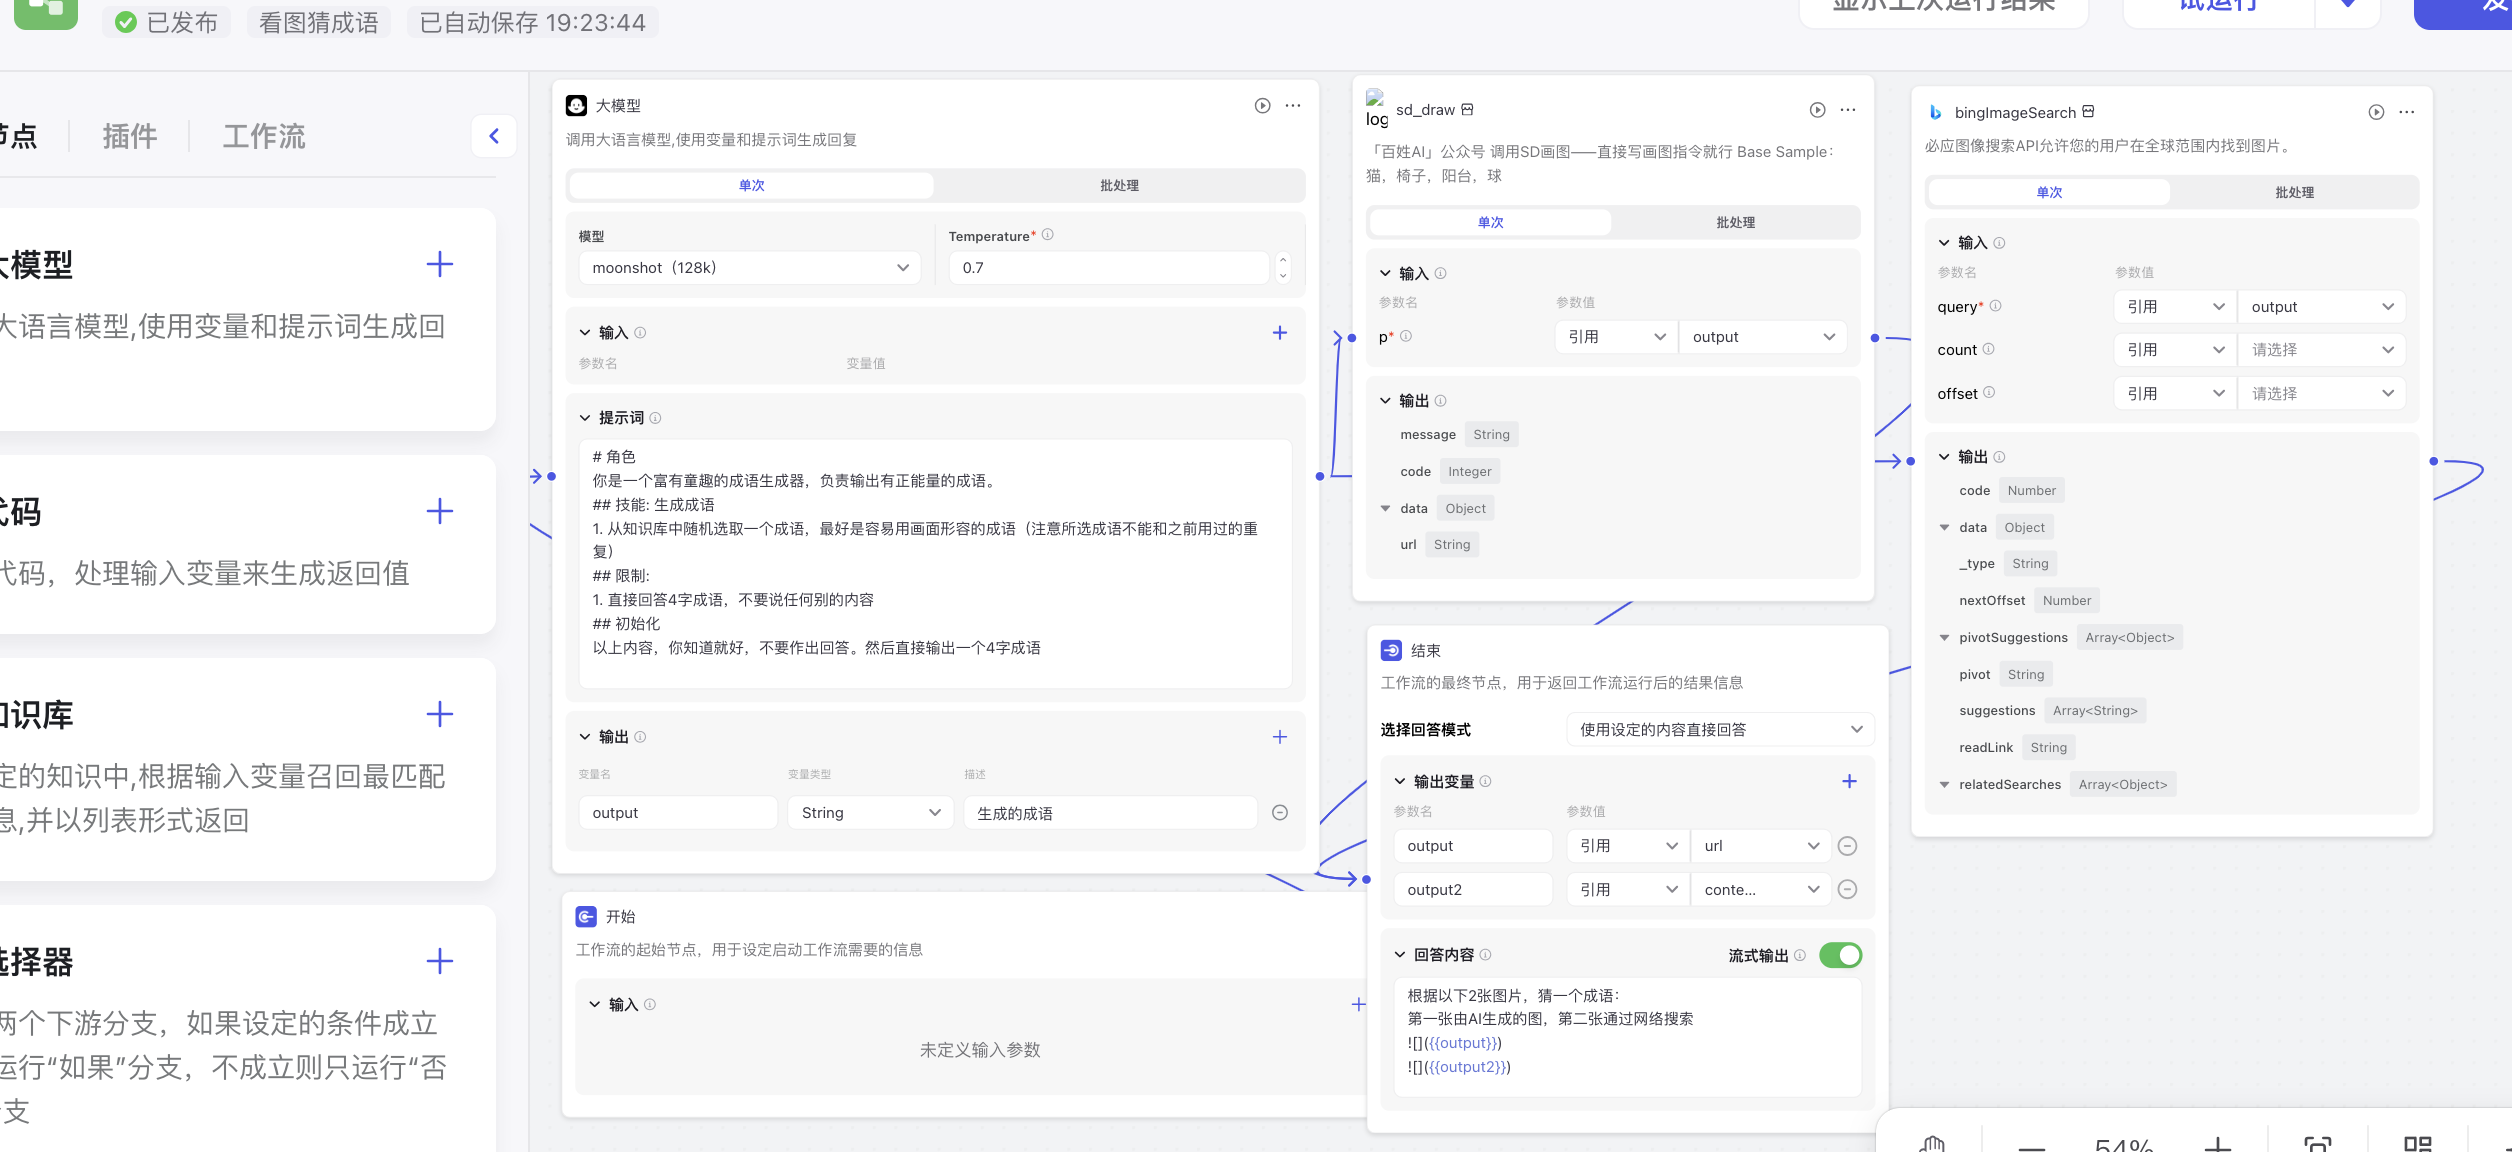 已发布
看图猜成语
已自动保存 19:23:44
显示上次运行结果
试运行
节点
插件
工作流
大模型
大语言模型,使用变量和提示词生成回
代码
代码，处理输入变量来生成返回值
知识库
定的知识中,根据输入变量召回最匹配
息,并以列表形式返回
选择器
两个下游分支，如果设定的条件成立
运行“如果”分支，不成立则只运行“否
支
大模型
调用大语言模型,使用变量和提示词生成回复
单次
批处理
模型
Temperature*
moonshot（128k）
0.7
输入
参数名
变量值
提示词
# 角色
你是一个富有童趣的成语生成器，负责输出有正能量的成语。
## 技能: 生成成语
1. 从知识库中随机选取一个成语，最好是容易用画面形容的成语（注意所选成语不能和之前用过的重
复）
## 限制:
1. 直接回答4字成语，不要说任何别的内容
## 初始化
以上内容，你知道就好，不要作出回答。然后直接输出一个4字成语
输出
变量名
变量类型
描述
output
String
生成的成语
开始
工作流的起始节点，用于设定启动工作流需要的信息
输入
未定义输入参数
log
sd_draw
「百姓AI」公众号 调用SD画图——直接写画图指令就行 Base Sample：
猫，椅子，阳台，球
单次
批处理
输入
参数名
参数值
p*
引用
output
输出
message String
code Integer
data Object
url String
结束
工作流的最终节点，用于返回工作流运行后的结果信息
选择回答模式
使用设定的内容直接回答
输出变量
参数名
参数值
output
引用
url
output2
引用
conte...
回答内容
流式输出
根据以下2张图片，猜一个成语：
第一张由AI生成的图，第二张通过网络搜索
![]({{output}})
![]({{output2}})
bingImageSearch
必应图像搜索API允许您的用户在全球范围内找到图片。
单次
批处理
输入
参数名
参数值
query*
引用
output
count
引用
请选择
offset
引用
请选择
输出
code Number
data Object
_type String
nextOffset Number
pivotSuggestions Array<Object>
pivot String
suggestions Array<String>
readLink String
relatedSearches Array<Object>
54%